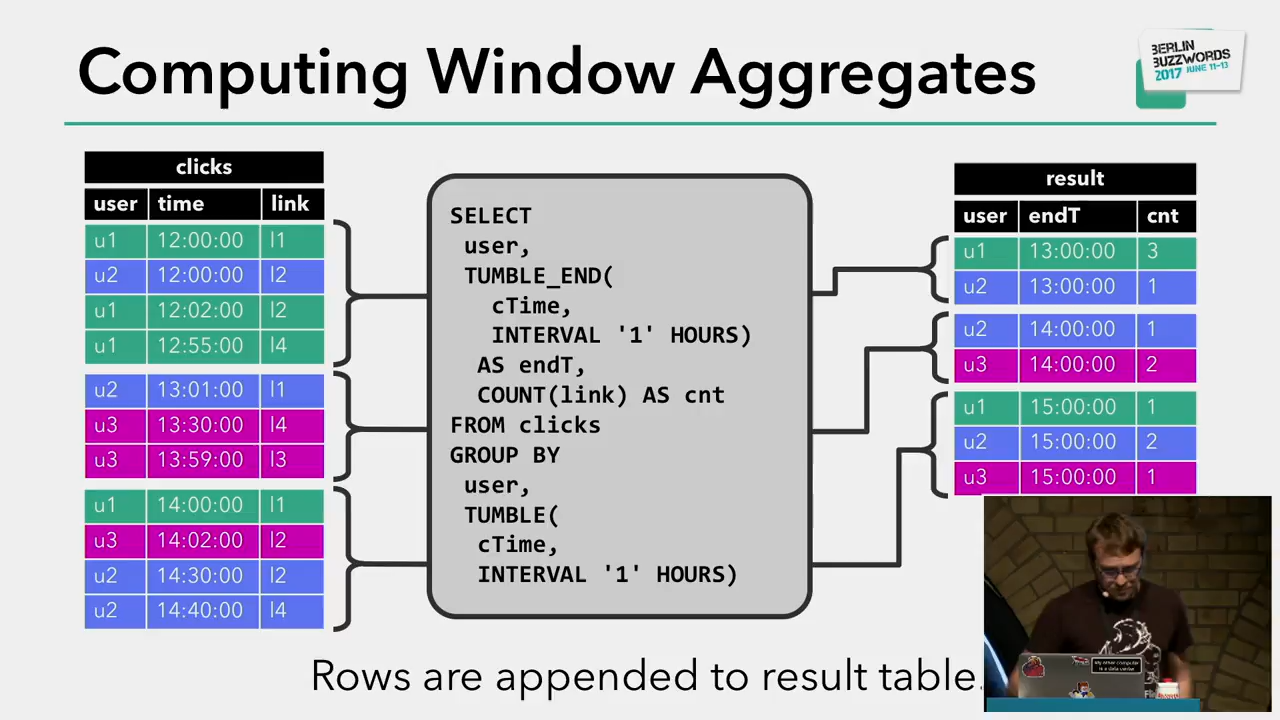 Computing Window Aggregates
BERLIN
BUZZWORDS
2017 JUNE 11-13
clicks
user time link
u1 12:00:00 l1
u2 12:00:00 l2
u1 12:02:00 l2
u1 12:55:00 l4
u2 13:01:00 l1
u3 13:30:00 l4
u3 13:59:00 l3
u1 14:00:00 l1
u3 14:02:00 l2
u2 14:30:00 l2
u2 14:40:00 l4
SELECT
user,
TUMBLE_END(
cTime,
INTERVAL '1' HOURS)
AS endT,
COUNT(link) AS cnt
FROM clicks
GROUP BY
user,
TUMBLE(
cTime,
INTERVAL '1' HOURS)
result
user endT cnt
u1 13:00:00 3
u2 13:00:00 1
u2 14:00:00 1
u3 14:00:00 2
u1 15:00:00 1
u2 15:00:00 2
u3 15:00:00 1
Rows are appended to result table.
My other computer
is a data center